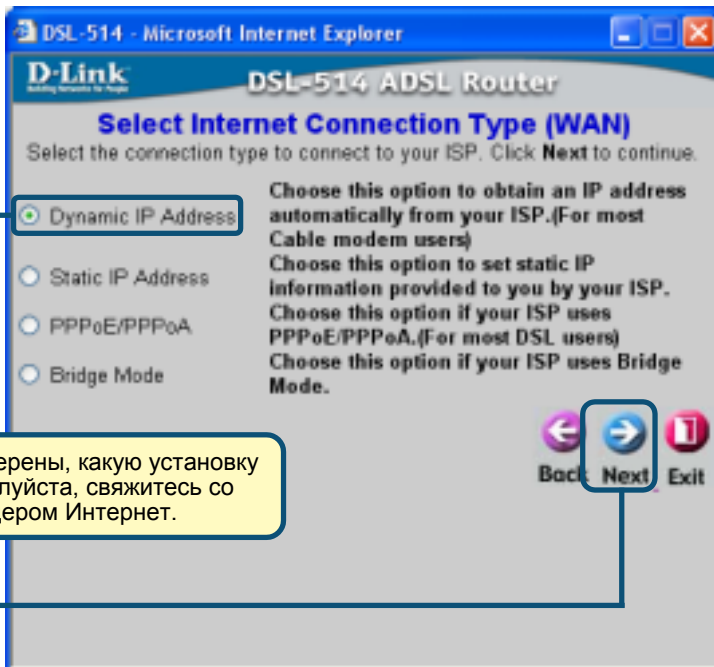 DSL-514 - Microsoft Internet Explorer
D-Link
Building Networks for People
DSL-514 ADSL Router
Select Internet Connection Type (WAN)
Select the connection type to connect to your ISP. Click Next to continue.
Dynamic IP Address
Choose this option to obtain an IP address
automatically from your ISP.(For most
Cable modem users)
Static IP Address
Choose this option to set static IP
information provided to you by your ISP.
PPPoE/PPPoA
Choose this option if your ISP uses
PPPoE/PPPoA.(For most DSL users)
Bridge Mode
Choose this option if your ISP uses Bridge
Mode.
ерены, какую установку
луйста, свяжитесь со
дером Интернет.
Back Next Exit